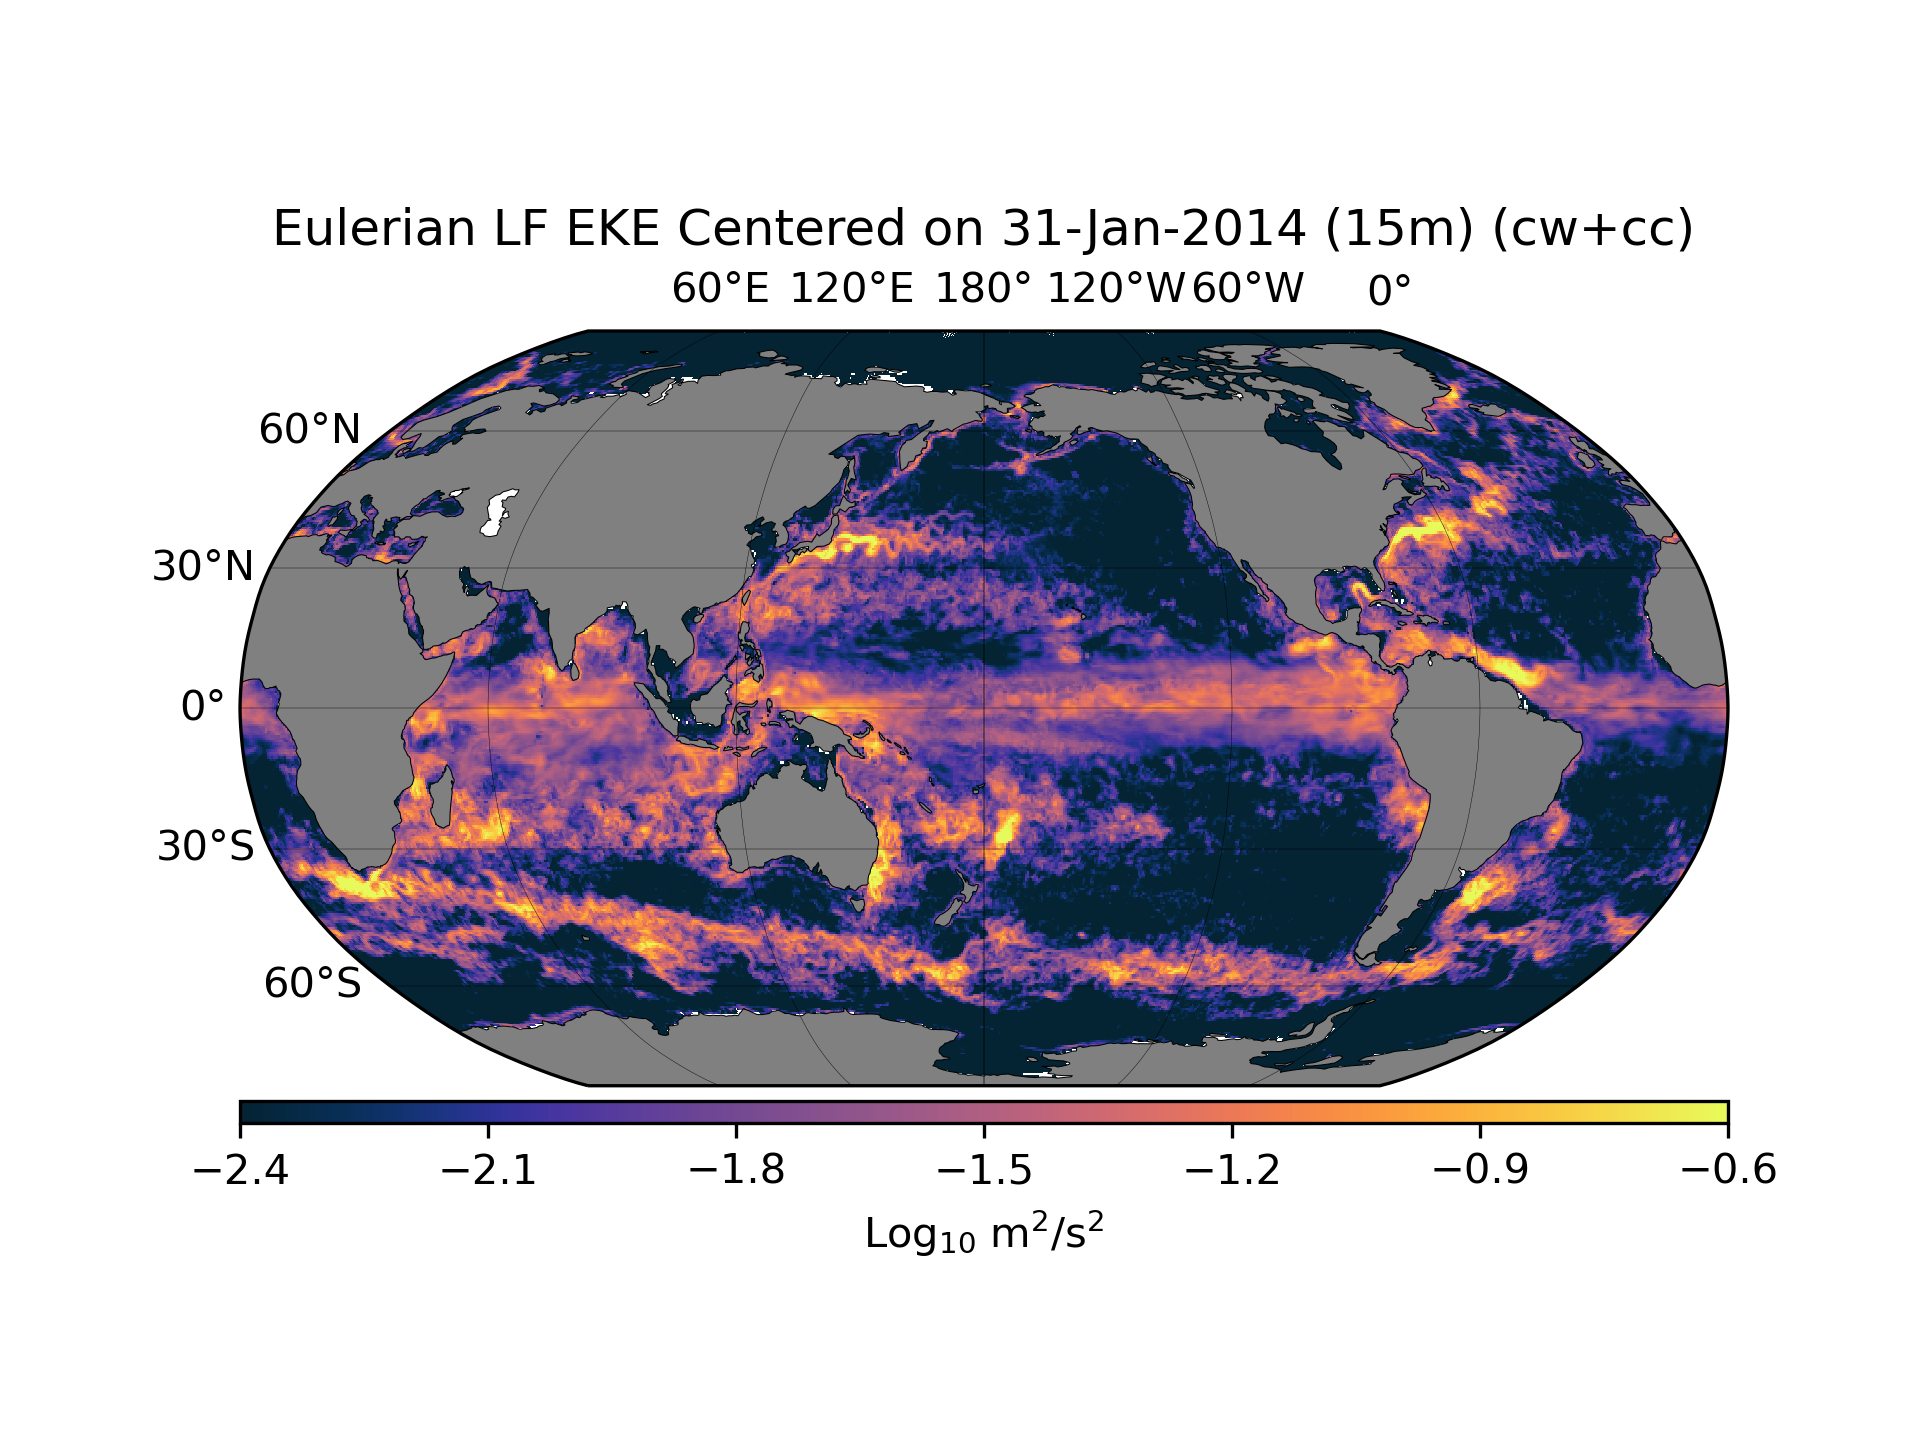 Eulerian LF EKE Centered on 31-Jan-2014 (15m) (cw+cc)
60°E 120°E 180° 120°W 60°W 0°
60°N
30°N
0°
30°S
60°S
−2.4 −2.1 −1.8 −1.5 −1.2 −0.9 −0.6
Log₁₀ m²/s²